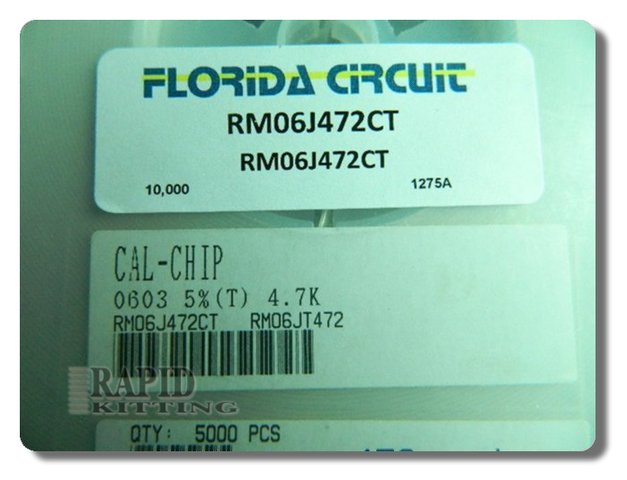 FLORIDA CIRCUIT
RM06J472CT
RM06J472CT
10,000 1275A
CAL-CHIP
0603 5%(T) 4.7K
RM06J472CT RM06JT472
RAPID
KITTING
QTY: 5000 PCS